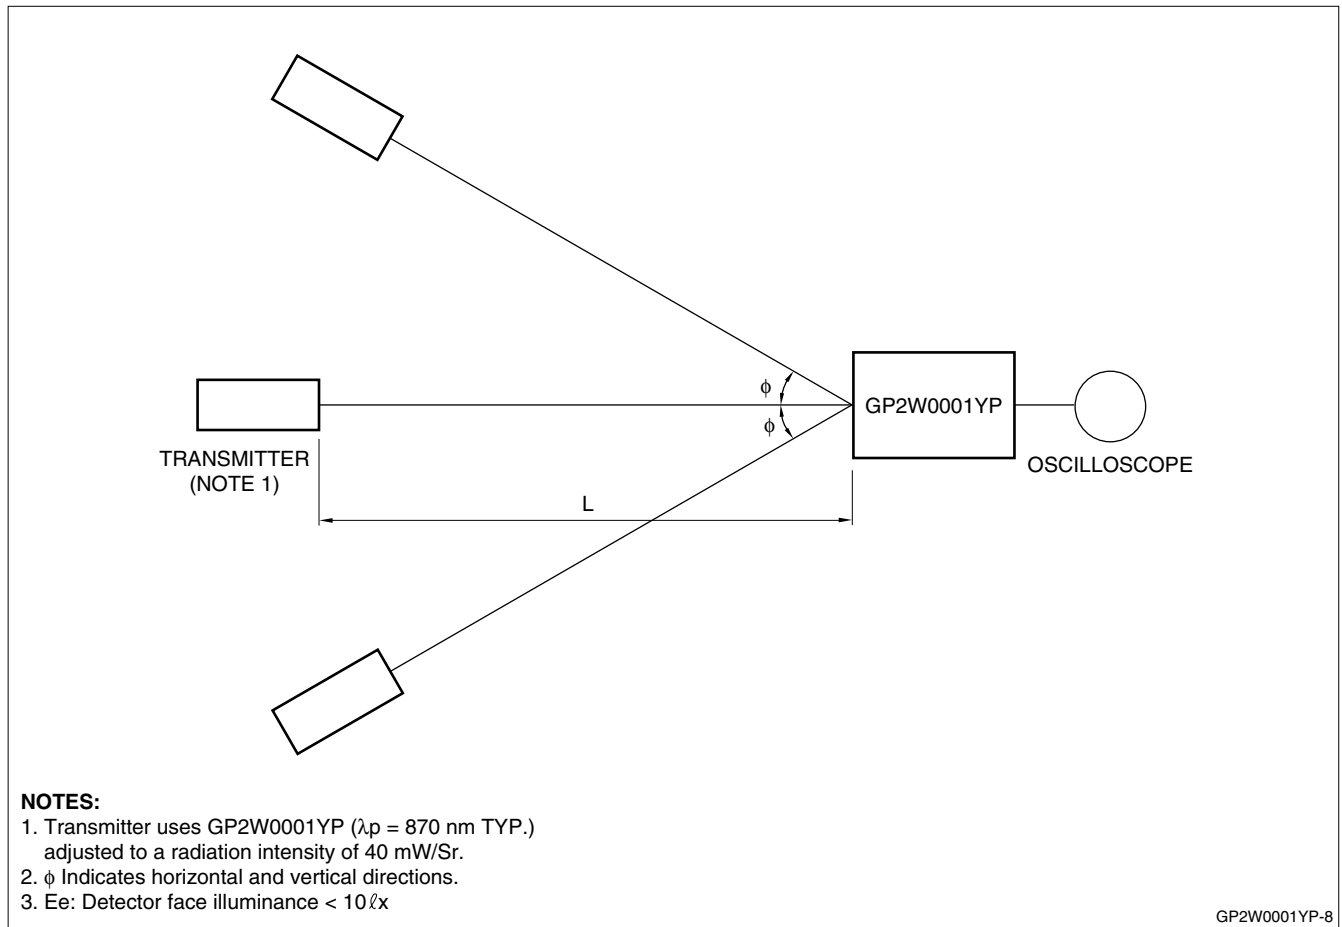 ϕ
GP2W0001YP
ϕ
TRANSMITTER
(NOTE 1)
OSCILLOSCOPE
L
NOTES:
1. Transmitter uses GP2W0001YP (λp = 870 nm TYP.)
adjusted to a radiation intensity of 40 mW/Sr.
2. ϕ Indicates horizontal and vertical directions.
3. Ee: Detector face illuminance < 10 ℓx
GP2W0001YP-8